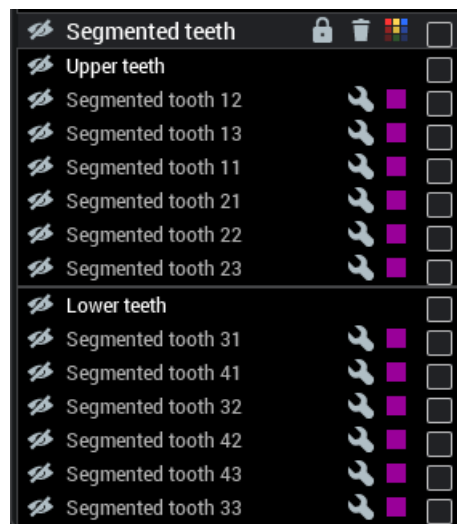 Segmented teeth
Upper teeth
Segmented tooth 12
Segmented tooth 13
Segmented tooth 11
Segmented tooth 21
Segmented tooth 22
Segmented tooth 23
Lower teeth
Segmented tooth 31
Segmented tooth 41
Segmented tooth 32
Segmented tooth 42
Segmented tooth 43
Segmented tooth 33